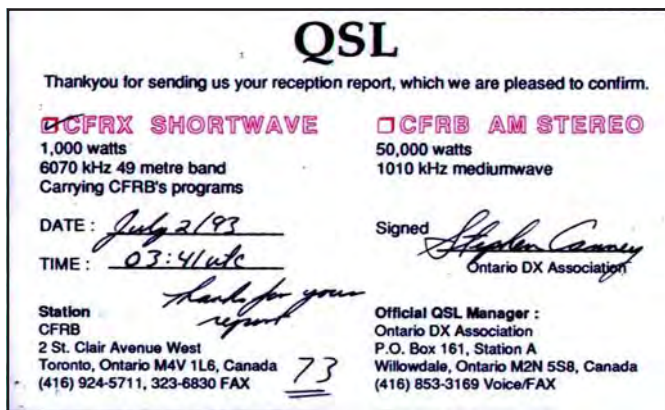 QSL
Thankyou for sending us your reception report, which we are pleased to confirm.
CFRX SHORTWAVE
1,000 watts
6070 kHz 49 metre band
Carrying CFRB's programs
CFRB AM STEREO
50,000 watts
1010 kHz mediumwave
DATE : July 2/93
TIME : 03:41 utc
Signed Stephen Canney
Ontario DX Association
thanks for your
report
Station
CFRB
2 St. Clair Avenue West
Toronto, Ontario M4V 1L6, Canada
(416) 924-5711, 323-6830 FAX
73
Official QSL Manager :
Ontario DX Association
P.O. Box 161, Station A
Willowdale, Ontario M2N 5S8, Canada
(416) 853-3169 Voice/FAX